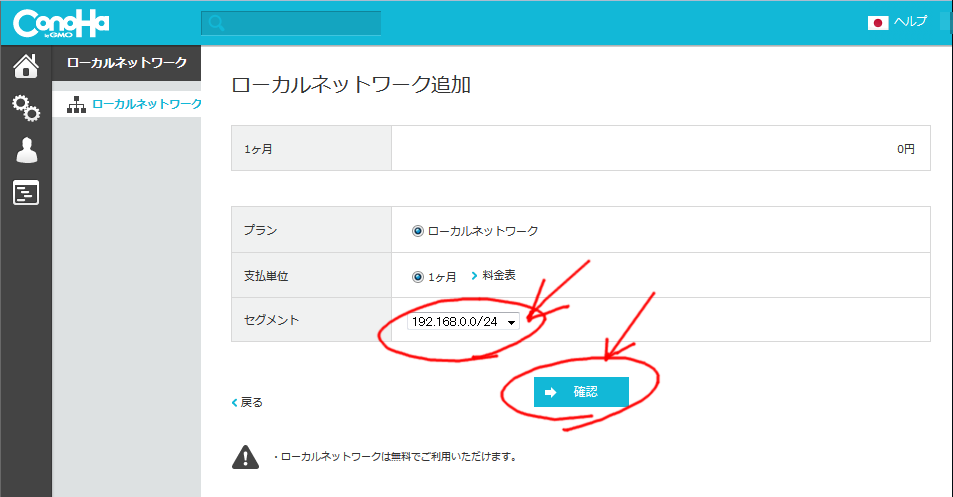 ConoHa
by GMO
ヘルプ
ローカルネットワーク
ローカルネットワーク
ローカルネットワーク追加
1ヶ月
0円
プラン
ローカルネットワーク
支払単位
1ヶ月
料金表
セグメント
192.168.0.0/24
確認
戻る
・ローカルネットワークは無料でご利用いただけます。